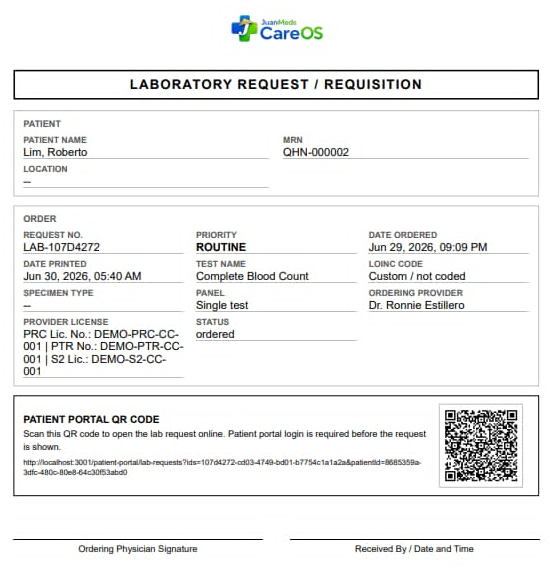 JuanMeds
CareOS
LABORATORY REQUEST / REQUISITION
PATIENT
PATIENT NAME
Lim, Roberto
MRN
QHN-000002
LOCATION
--
ORDER
REQUEST NO.
LAB-107D4272
PRIORITY
ROUTINE
DATE ORDERED
Jun 29, 2026, 09:09 PM
DATE PRINTED
Jun 30, 2026, 05:40 AM
TEST NAME
Complete Blood Count
LOINC CODE
Custom / not coded
SPECIMEN TYPE
--
PANEL
Single test
ORDERING PROVIDER
Dr. Ronnie Estillero
PROVIDER LICENSE
PRC Lic. No.: DEMO-PRC-CC-
001 | PTR No.: DEMO-PTR-CC-
001 | S2 Lic.: DEMO-S2-CC-
001
STATUS
ordered
PATIENT PORTAL QR CODE
Scan this QR code to open the lab request online. Patient portal login is required before the request
is shown.
http://localhost:3001/patient-portal/lab-requests?ids=107d4272-cd03-4749-bd01-b7754c1a1a2a&patientId=8685359a-
3dfc-480c-80e8-64c30f53abd0
Ordering Physician Signature
Received By / Date and Time